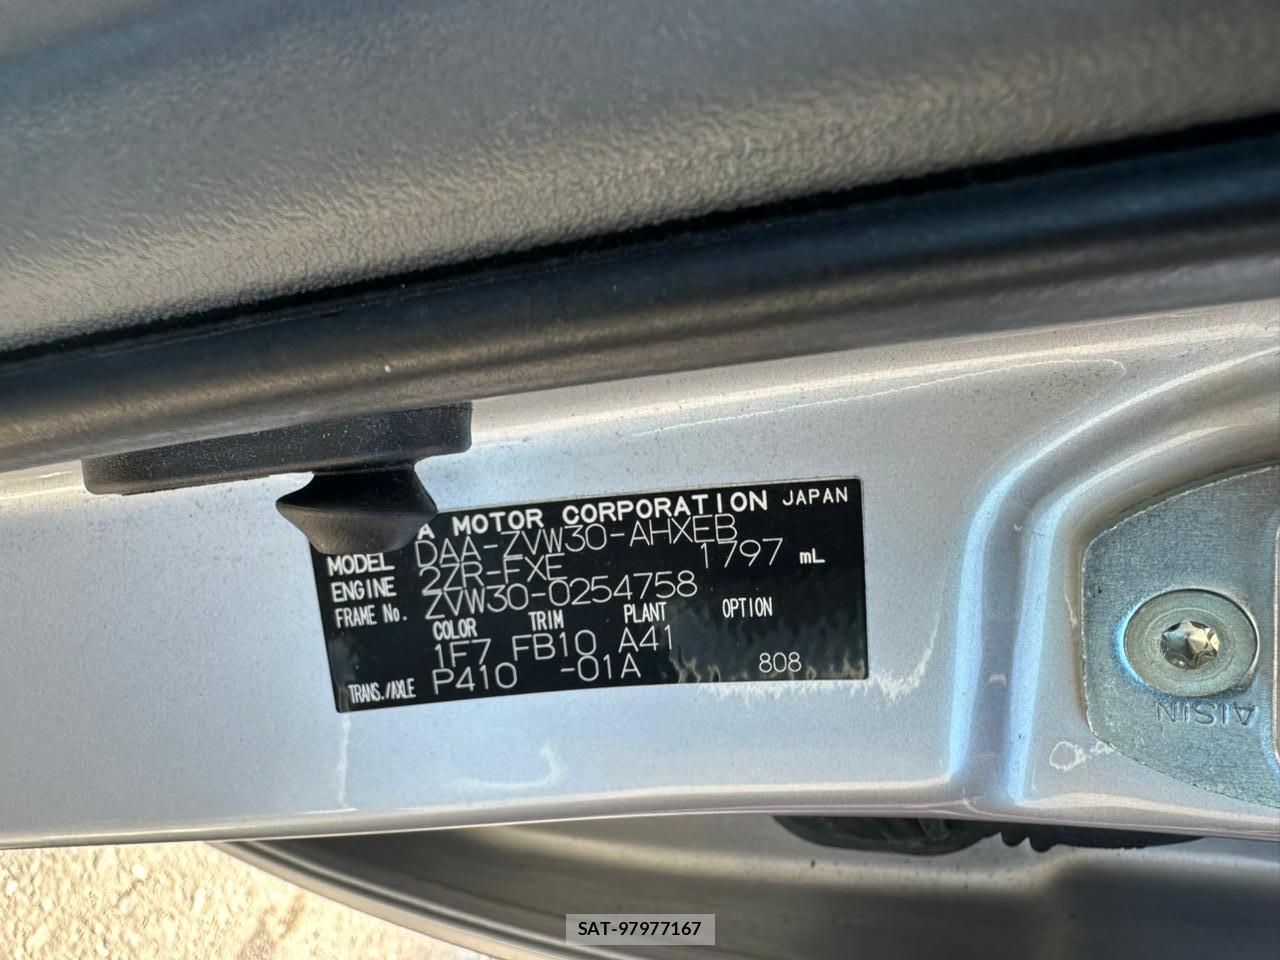 A MOTOR CORPORATION JAPAN
MODEL DAA-ZVW30-AHXEB
ENGINE 2ZR-FXE 1797 mL
FRAME No. ZVW30-0254758
COLOR TRIM PLANT OPTION
1F7 FB10 A41
TRANS./AXLE P410 -01A 808
AISIN
SAT-97977167